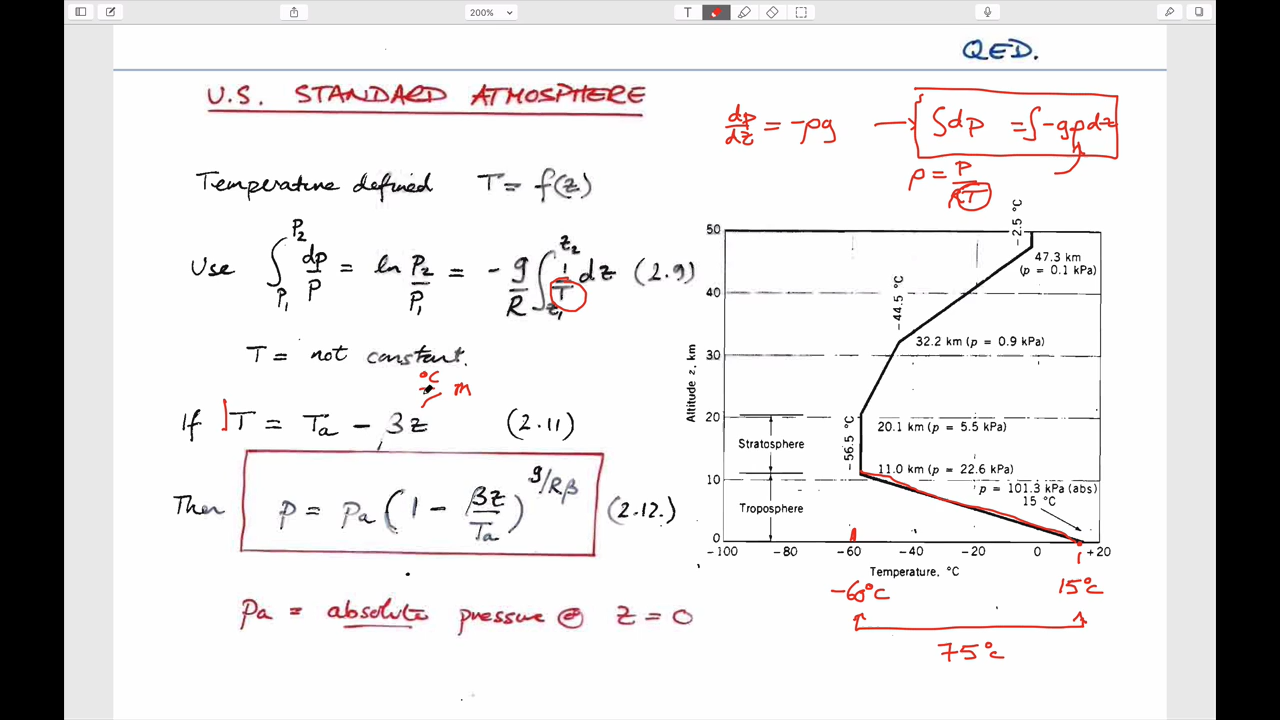 200%
T
QED.
U.S. STANDARD ATMOSPHERE
dp/dz = -ρg → ∫dp = ∫-gρdz
ρ = P/RT
Temperature defined T = f(z)
Use ∫_{P1}^{P2} dp/p = ln P2/P1 = - g/R ∫_{z1}^{z2} 1/T dz (2.9)
T = not constant.
°C
m
If T = Ta - βz (2.11)
Then p = pa (1 - βz/Ta)^{g/Rβ} (2.12.)
pa = absolute pressure @ z = 0
-2.5 °C
50
47.3 km
(p = 0.1 kPa)
40
-44.5 °C
32.2 km (p = 0.9 kPa)
30
Altitude z, km
20
20.1 km (p = 5.5 kPa)
Stratosphere
-56.5 °C
11.0 km (p = 22.6 kPa)
10
p = 101.3 kPa (abs)
15 °C
Troposphere
0
-100 -80 -60 -40 -20 0 +20
Temperature, °C
-60°C 15°C
75°C